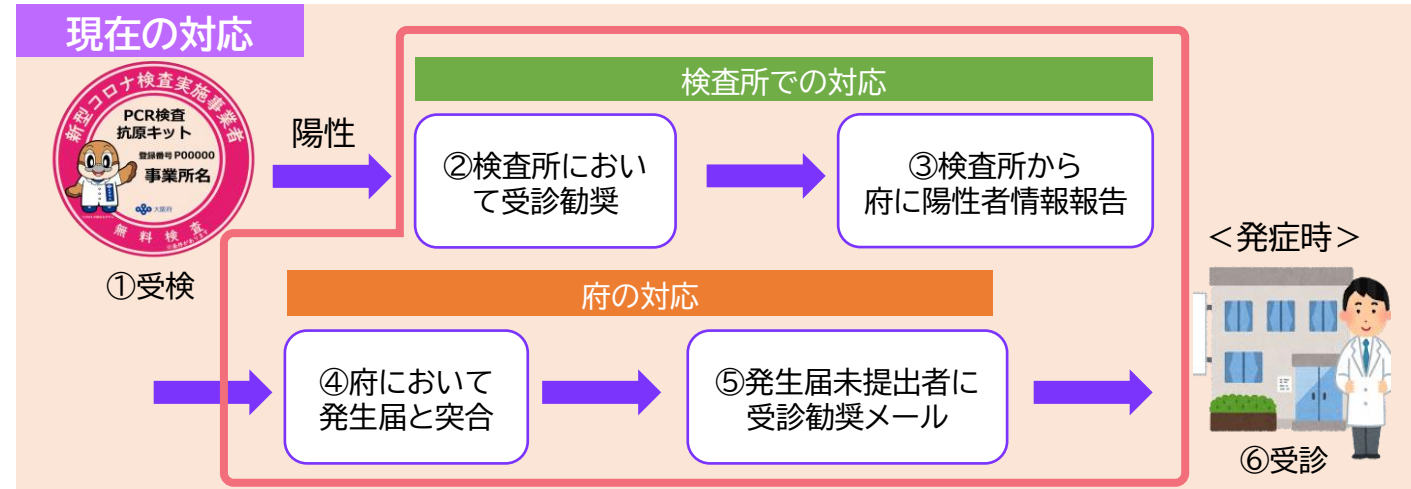 現在の対応
新型コロナ検査実施事業者
PCR検査
抗原キット
登録番号 P00000
事業所名
大阪府
無料検査
①受検
陽性
検査所での対応
②検査所におい
て受診勧奨
③検査所から
府に陽性者情報報告
府の対応
④府において
発生届と突合
⑤発生届未提出者に
受診勧奨メール
＜発症時＞
⑥受診